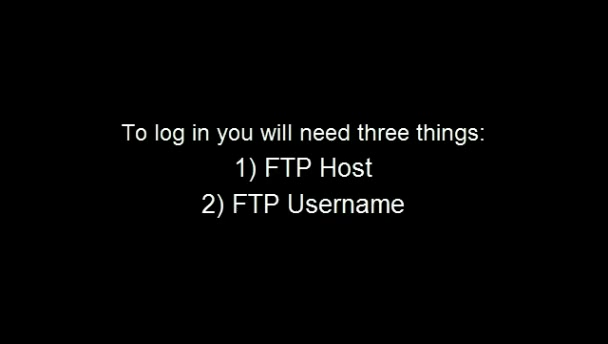 To log in you will need three things:
1) FTP Host
2) FTP Username